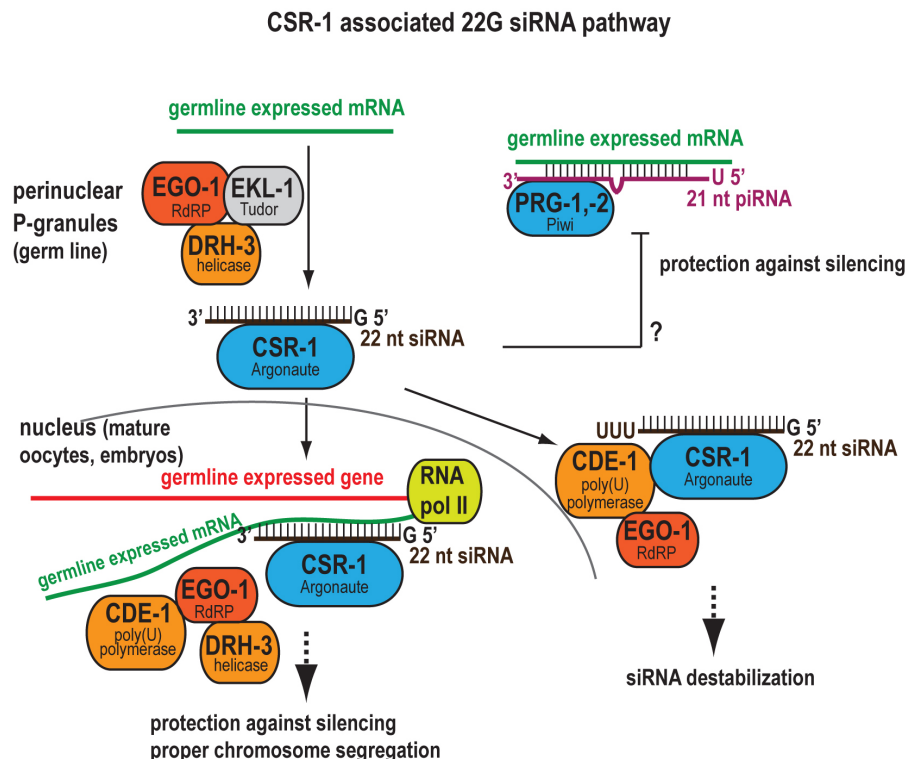 CSR-1 associated 22G siRNA pathway
germline expressed mRNA
perinuclear
P-granules
(germ line)
EGO-1
RdRP
EKL-1
Tudor
DRH-3
helicase
3'
G 5'
22 nt siRNA
CSR-1
Argonaute
germline expressed mRNA
3'
U 5'
21 nt piRNA
PRG-1,-2
Piwi
protection against silencing
?
nucleus (mature
oocytes, embryos)
germline expressed gene
RNA
pol II
germline expressed mRNA
3'
G 5'
22 nt siRNA
CSR-1
Argonaute
EGO-1
RdRP
CDE-1
poly(U)
polymerase
DRH-3
helicase
protection against silencing
proper chromosome segregation
UUU
G 5'
22 nt siRNA
CDE-1
poly(U)
polymerase
CSR-1
Argonaute
EGO-1
RdRP
siRNA destabilization